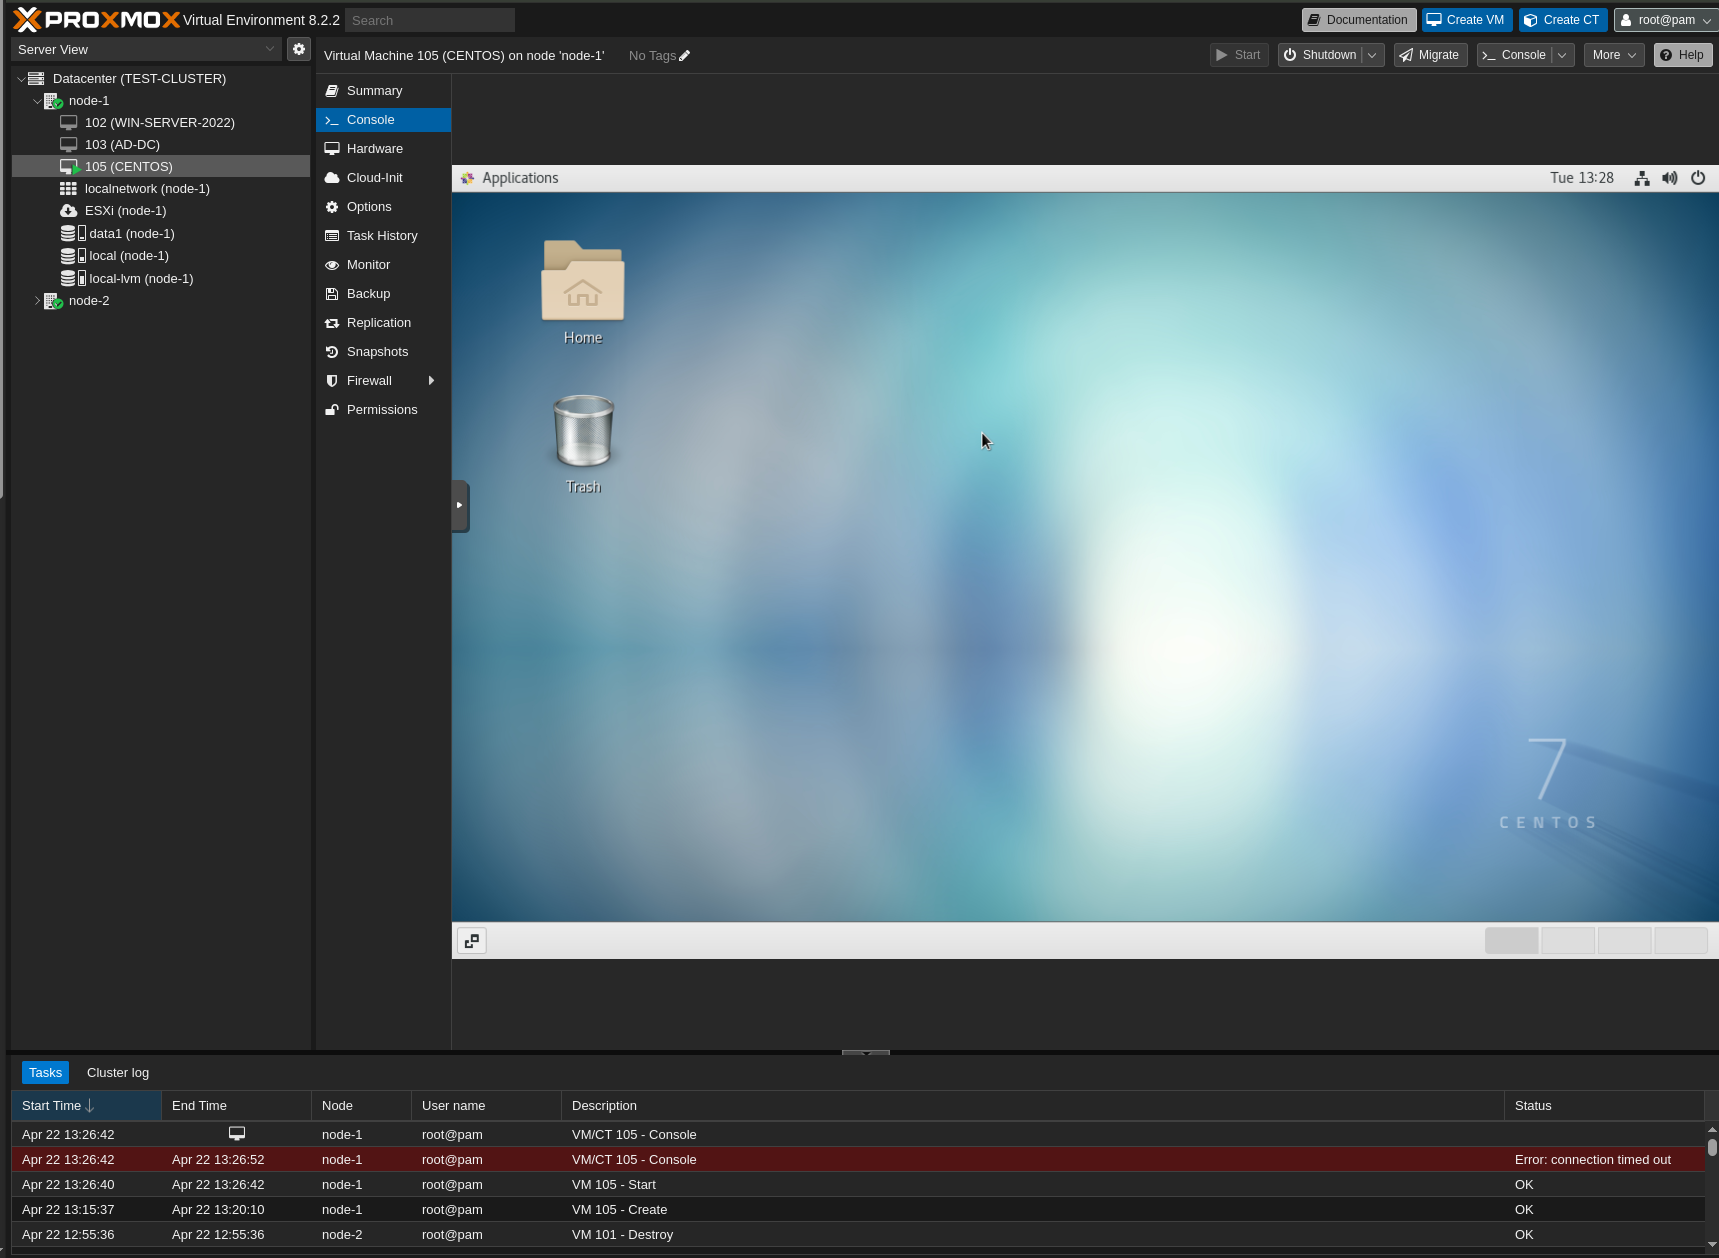 PROXMOX Virtual Environment 8.2.2 Search Documentation Create VM Create CT root@pam
Server View
Virtual Machine 105 (CENTOS) on node 'node-1' No Tags Start Shutdown Migrate Console More Help
Datacenter (TEST-CLUSTER)
node-1
102 (WIN-SERVER-2022)
103 (AD-DC)
105 (CENTOS)
localnetwork (node-1)
ESXi (node-1)
data1 (node-1)
local (node-1)
local-lvm (node-1)
node-2
Summary
Console
Hardware
Cloud-Init
Options
Task History
Monitor
Backup
Replication
Snapshots
Firewall
Permissions
Applications Tue 13:28
Home
Trash
7
CENTOS
Tasks Cluster log
Start Time End Time Node User name Description Status
Apr 22 13:26:42 node-1 root@pam VM/CT 105 - Console
Apr 22 13:26:42 Apr 22 13:26:52 node-1 root@pam VM/CT 105 - Console Error: connection timed out
Apr 22 13:26:40 Apr 22 13:26:42 node-1 root@pam VM 105 - Start OK
Apr 22 13:15:37 Apr 22 13:20:10 node-1 root@pam VM 105 - Create OK
Apr 22 12:55:36 Apr 22 12:55:36 node-2 root@pam VM 101 - Destroy OK